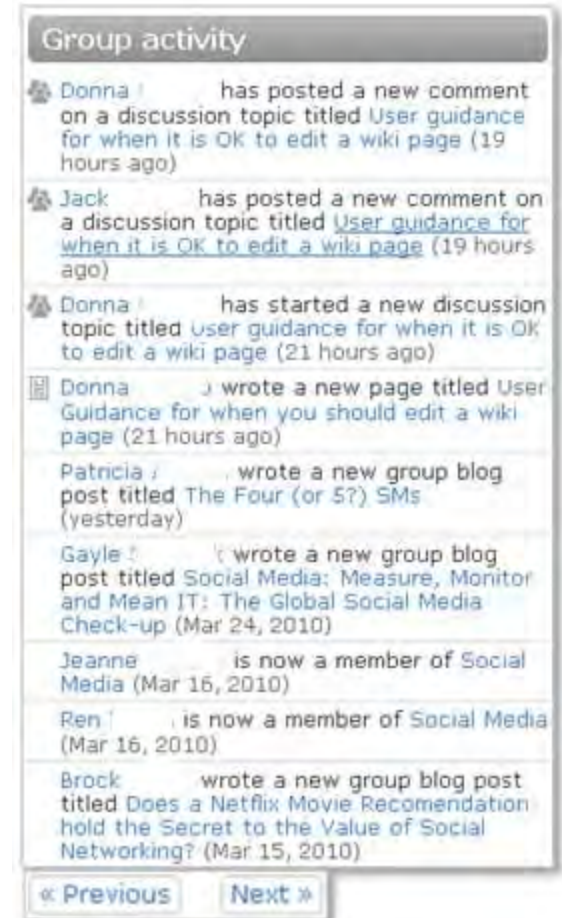 Group activity
Donna has posted a new comment
on a discussion topic titled User guidance
for when it is OK to edit a wiki page (19
hours ago)
Jack has posted a new comment on
a discussion topic titled User guidance for
when it is OK to edit a wiki page (19 hours
ago)
Donna has started a new discussion
topic titled User guidance for when it is OK
to edit a wiki page (21 hours ago)
Donna wrote a new page titled User
Guidance for when you should edit a wiki
page (21 hours ago)
Patricia wrote a new group blog
post titled The Four (or 5?) SMs
(yesterday)
Gayle wrote a new group blog
post titled Social Media: Measure, Monitor
and Mean IT: The Global Social Media
Check-up (Mar 24, 2010)
Jeanne is now a member of Social
Media (Mar 16, 2010)
Ren is now a member of Social Media
(Mar 16, 2010)
Brock wrote a new group blog post
titled Does a Netflix Movie Recomendation
hold the Secret to the Value of Social
Networking? (Mar 15, 2010)
« Previous Next »